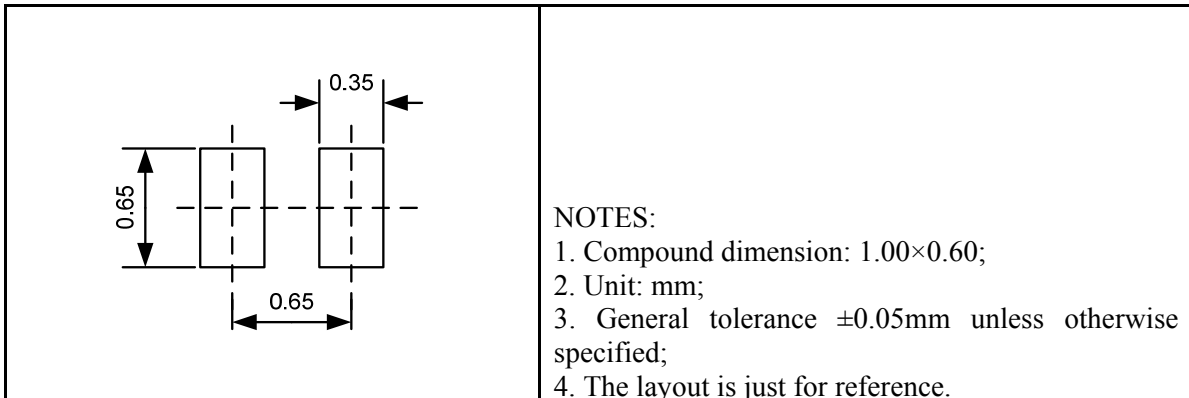 0.35
0.65
0.65
NOTES:
1. Compound dimension: 1.00×0.60;
2. Unit: mm;
3. General tolerance ±0.05mm unless otherwise
specified;
4. The layout is just for reference.